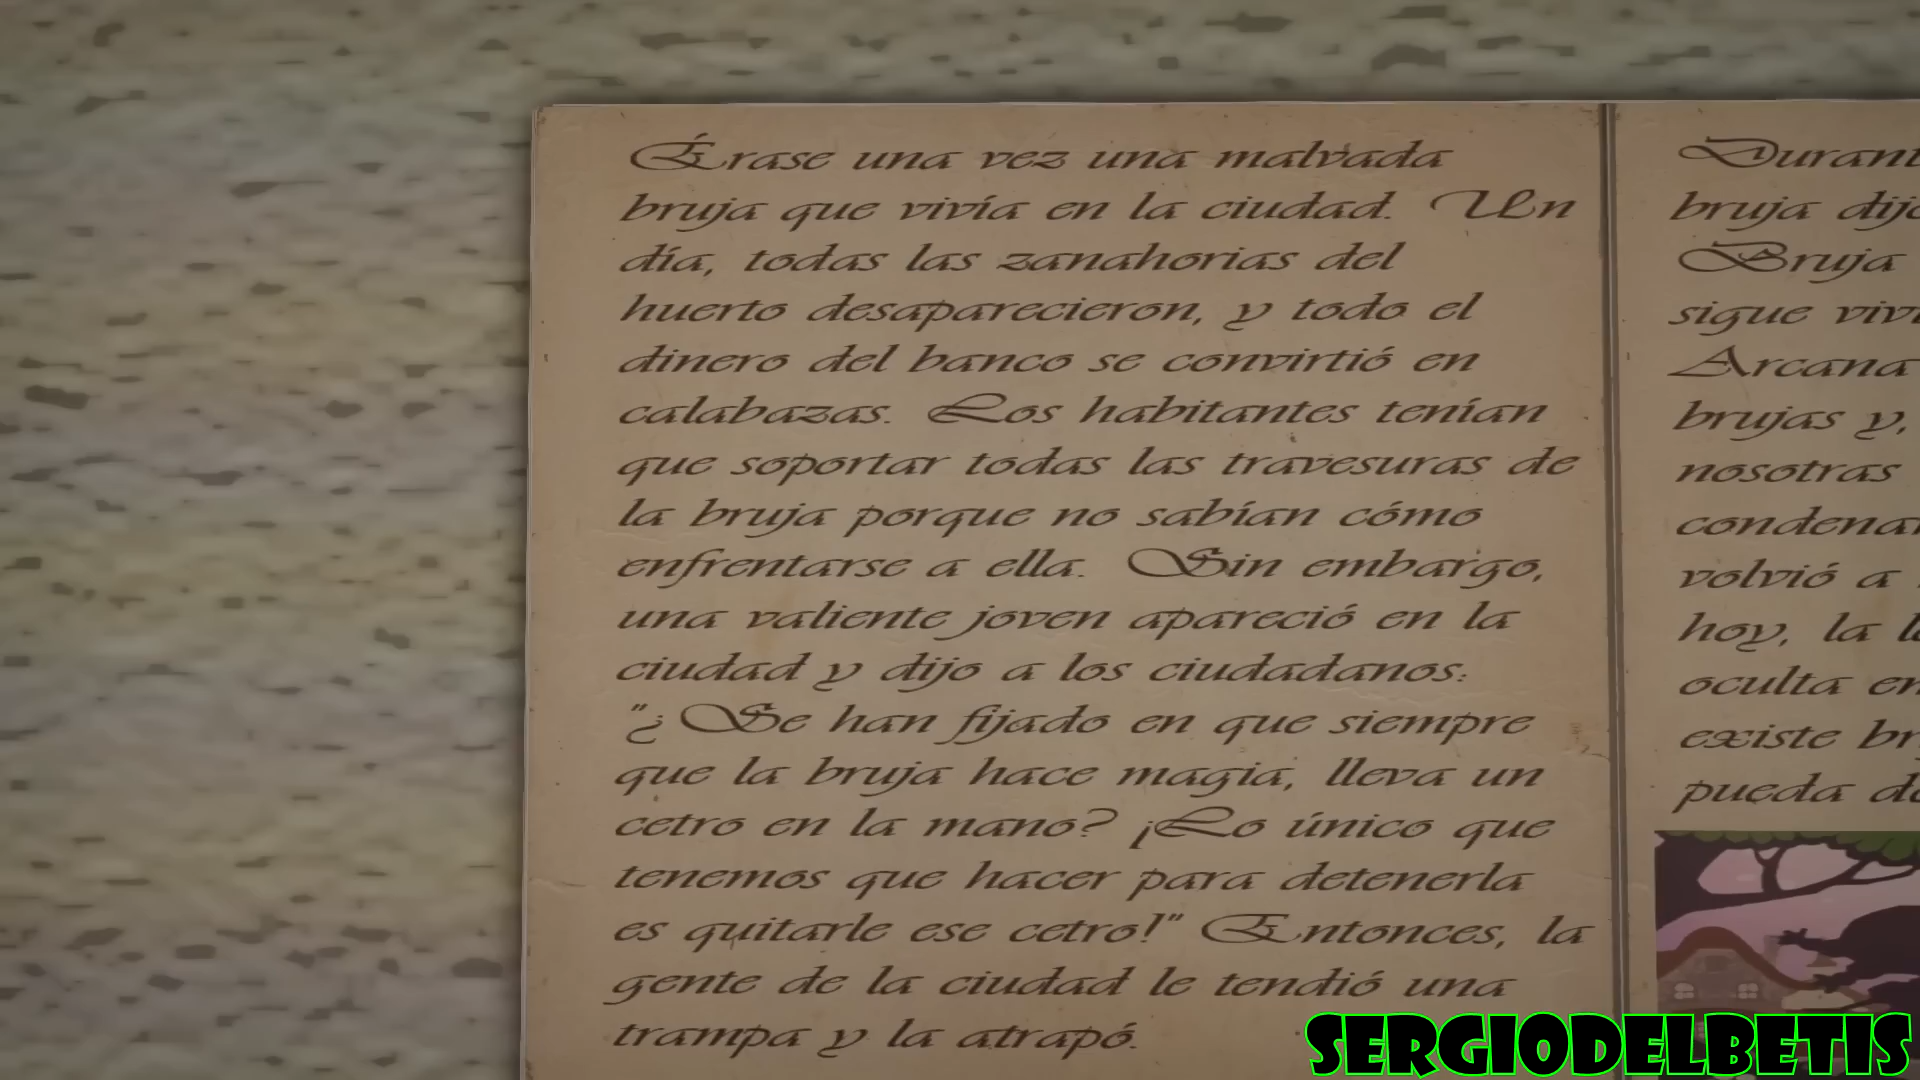 Érase una vez una malvada
bruja que vivía en la ciudad. Un
día, todas las zanahorias del
huerto desaparecieron, y todo el
dinero del banco se convirtió en
calabazas. Los habitantes tenían
que soportar todas las travesuras de
la bruja porque no sabían cómo
enfrentarse a ella. Sin embargo,
una valiente joven apareció en la
ciudad y dijo a los ciudadanos:
"¿Se han fijado en que siempre
que la bruja hace magia, lleva un
cetro en la mano? ¡Lo único que
tenemos que hacer para detenerla
es quitarle ese cetro!" Entonces, la
gente de la ciudad le tendió una
trampa y la atrapó.
bruja
Bruja
sigue
Arcana
brujas y,
nosotras
volvió a
hoy, la
oculta
existe
pueda
SERGIODELBETIS